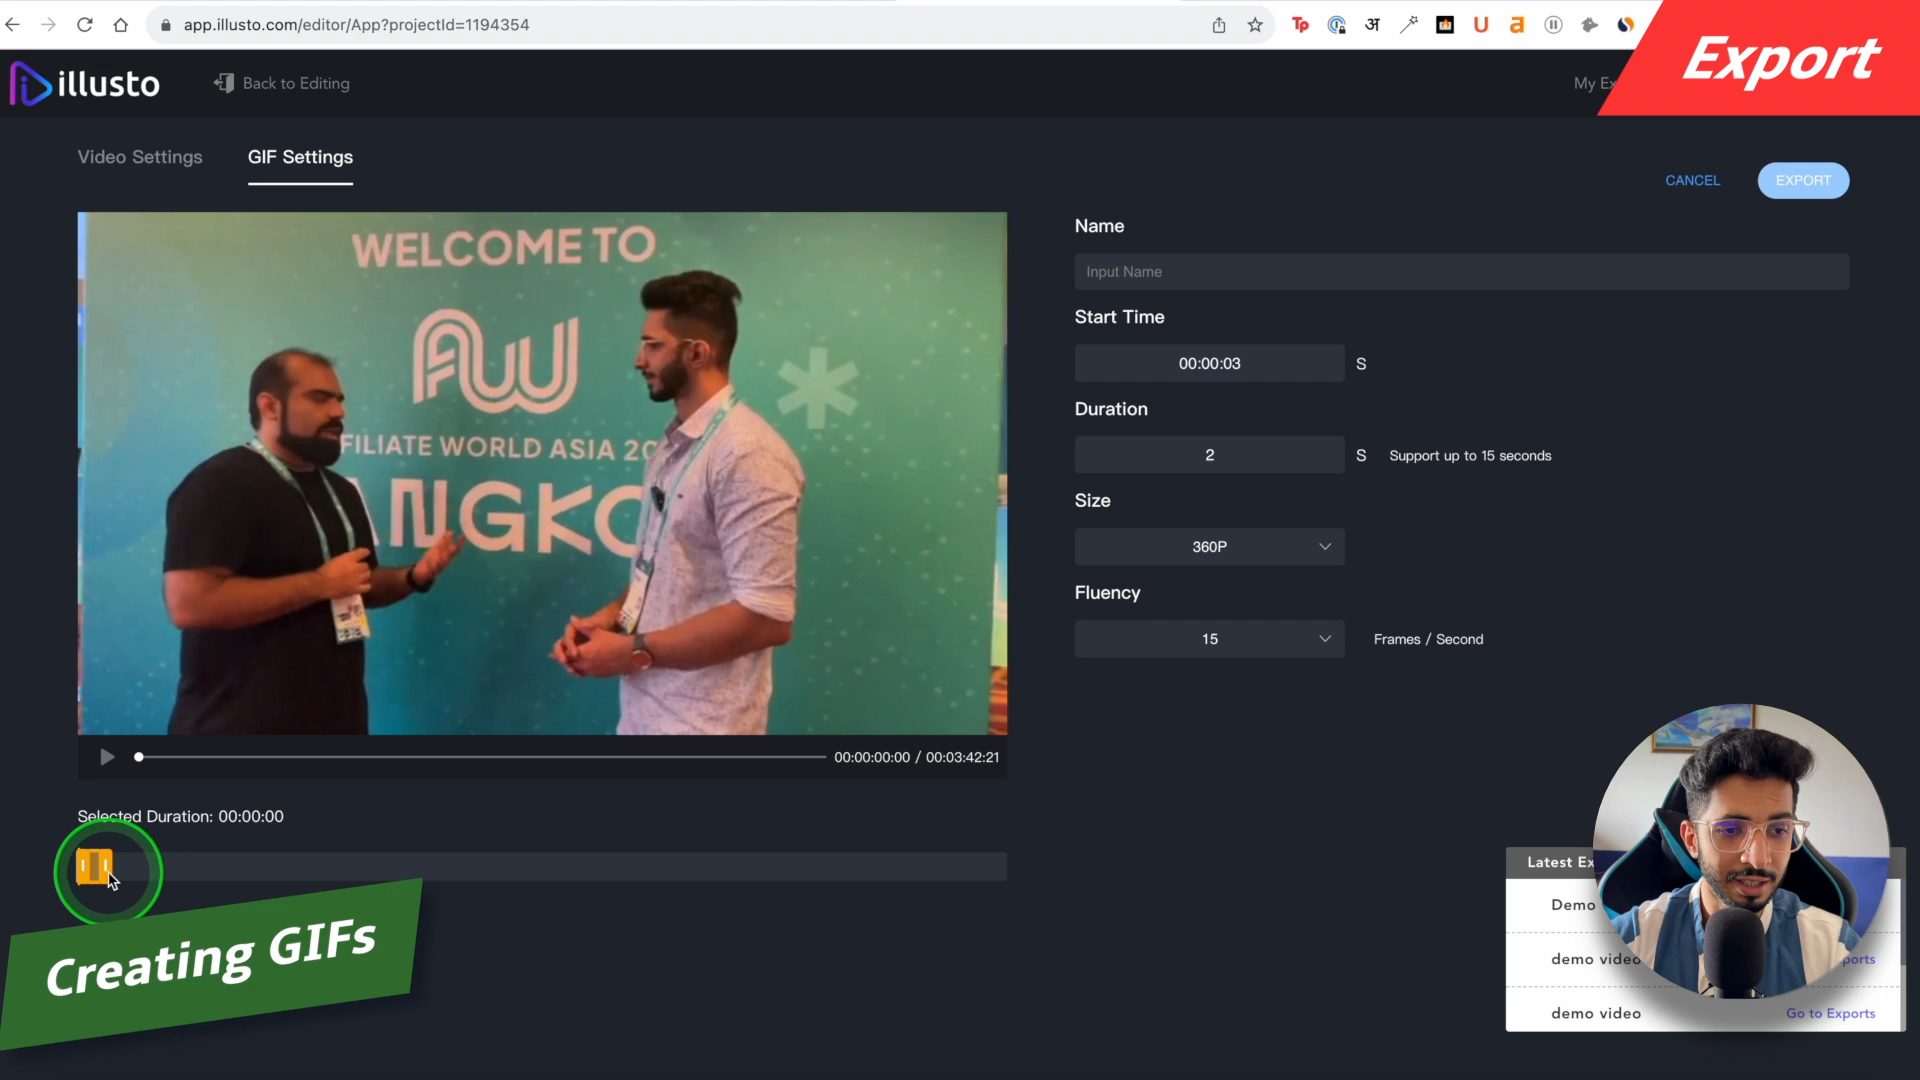 app.illusto.com/editor/App?projectId=1194354
Export
illusto
Back to Editing
My Ex
Video Settings
GIF Settings
CANCEL
EXPORT
WELCOME TO
AW
FILIATE WORLD ASIA 20
ANGKO
Name
Input Name
Start Time
00:00:03
S
Duration
2
S
Support up to 15 seconds
Size
360P
Fluency
15
Frames / Second
00:00:00:00 / 00:03:42:21
Selected Duration: 00:00:00
Creating GIFs
Latest Ex
Demo
demo video
ports
demo video
Go to Exports